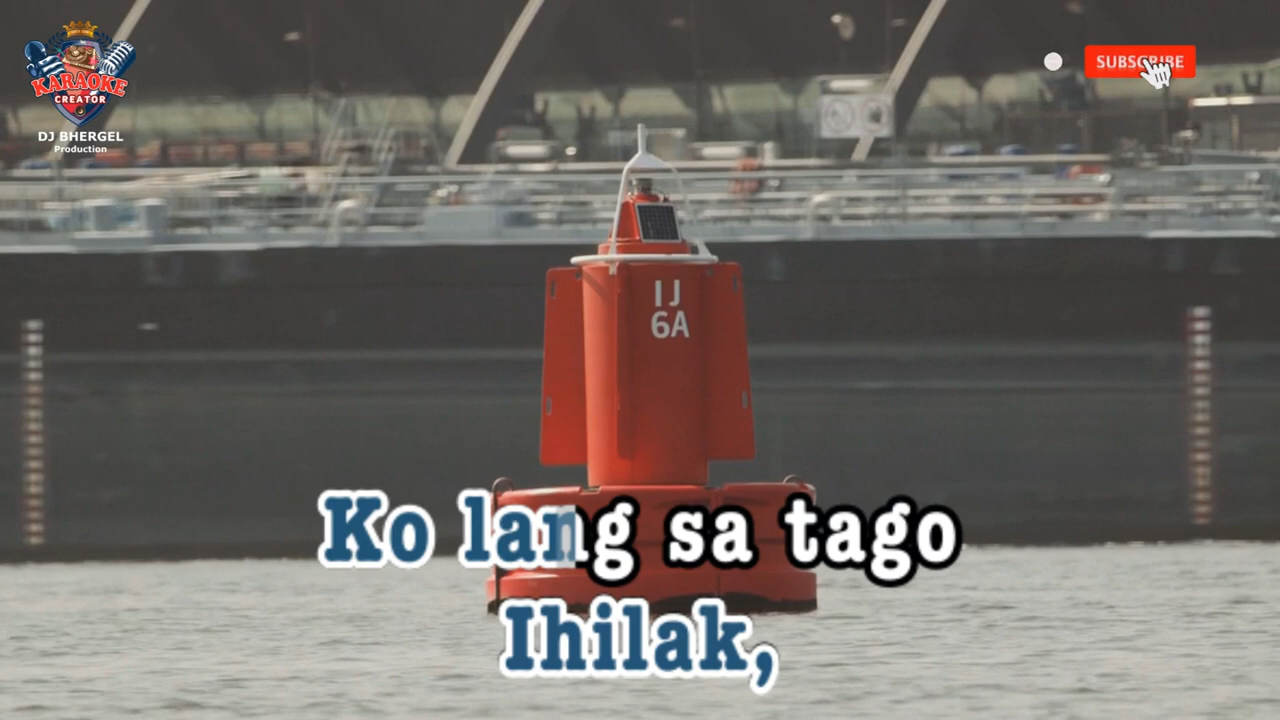 KARAOKE
CREATOR
DJ BHERGEL
Production
SUBSCRIBE
IJ
6A
Ko lang sa tago
Ihilak,